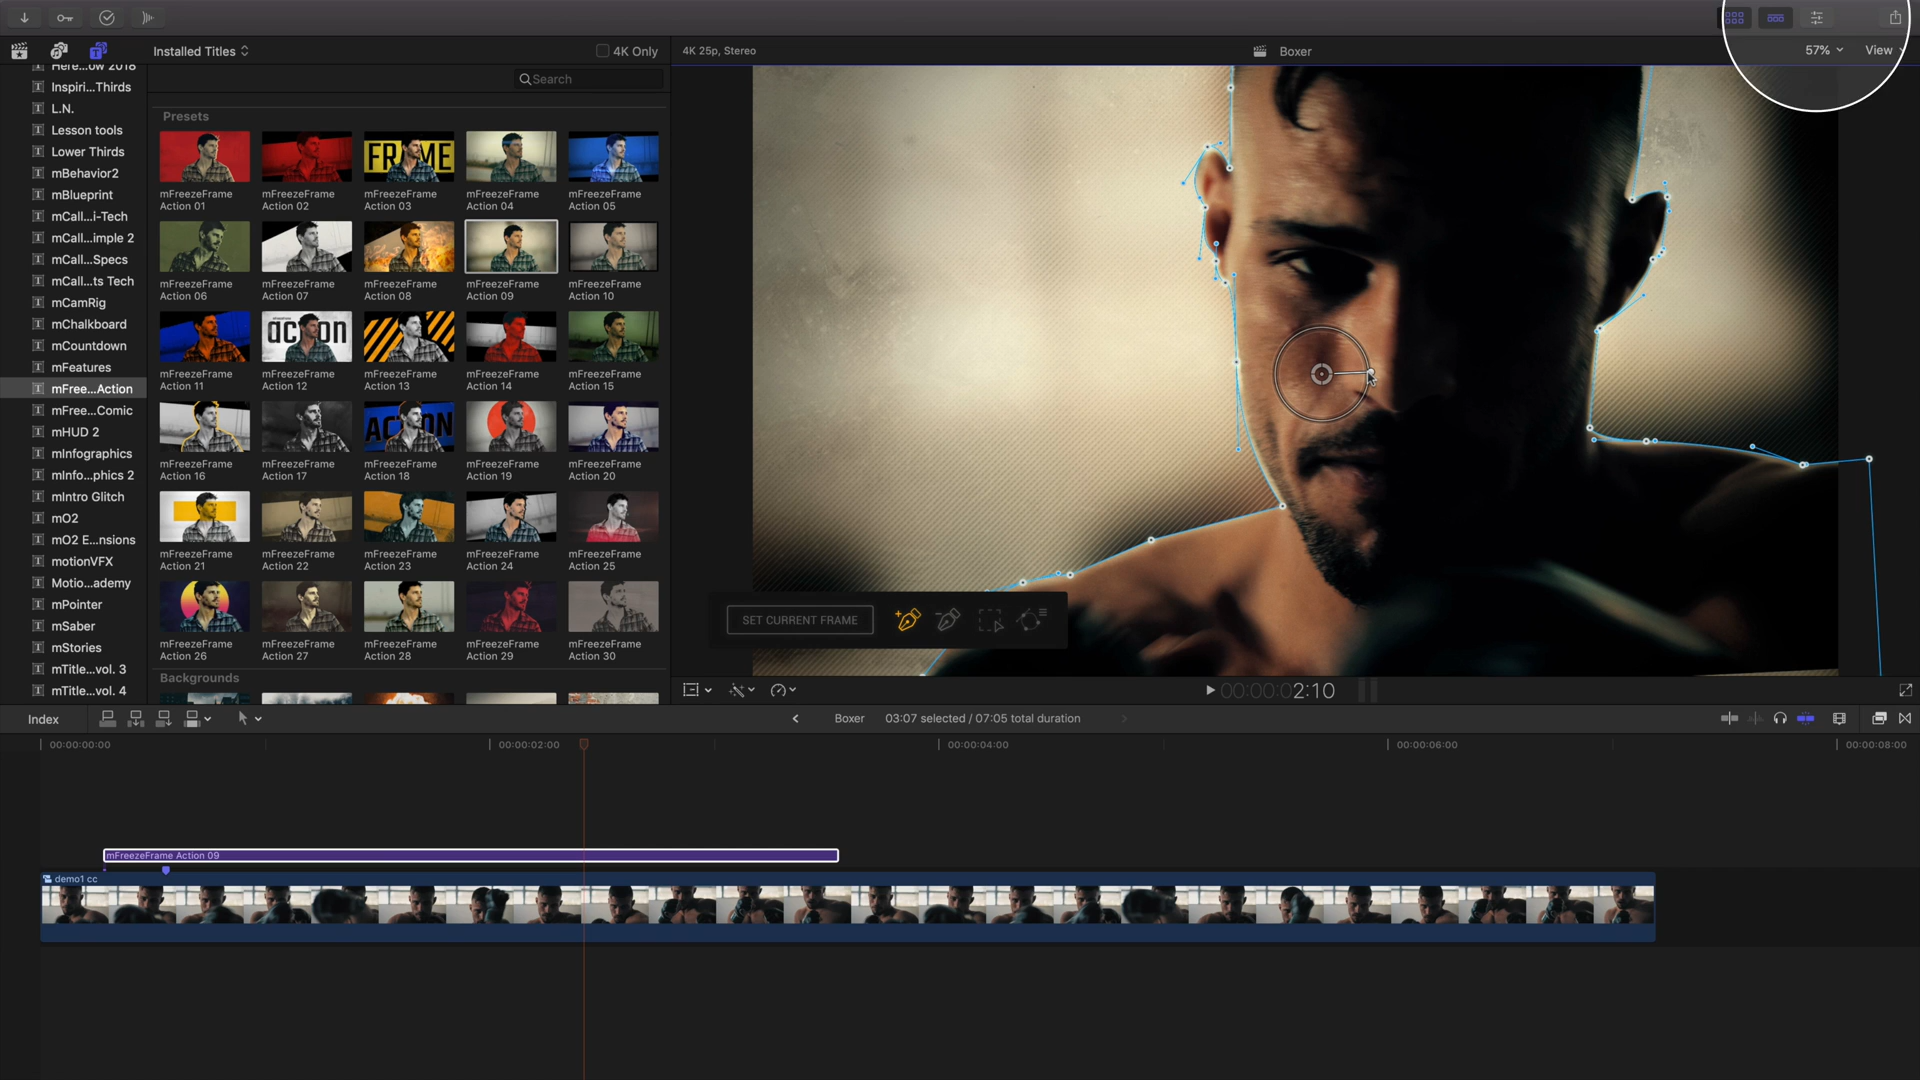 Installed Titles
4K Only
4K 25p, Stereo
Boxer
57%
View
Search
Here...ow 2018
Inspiri...Thirds
L.N.
Lesson tools
Lower Thirds
mBehavior2
mBlueprint
mCall...i-Tech
mCall...imple 2
mCall...Specs
mCall...ts Tech
mCamRig
mChalkboard
mCountdown
mFeatures
mFree...Action
mFree...Comic
mHUD 2
mInfographics
mInfo...phics 2
mIntro Glitch
mO2
mO2 E...nsions
motionVFX
Motio...ademy
mPointer
mSaber
mStories
mTitle...vol. 3
mTitle...vol. 4
Presets
FRAME
mFreezeFrame
Action 01
mFreezeFrame
Action 02
mFreezeFrame
Action 03
mFreezeFrame
Action 04
mFreezeFrame
Action 05
mFreezeFrame
Action 06
mFreezeFrame
Action 07
mFreezeFrame
Action 08
mFreezeFrame
Action 09
mFreezeFrame
Action 10
action
mFreezeFrame
Action 11
mFreezeFrame
Action 12
mFreezeFrame
Action 13
mFreezeFrame
Action 14
mFreezeFrame
Action 15
ACTION
mFreezeFrame
Action 16
mFreezeFrame
Action 17
mFreezeFrame
Action 18
mFreezeFrame
Action 19
mFreezeFrame
Action 20
mFreezeFrame
Action 21
mFreezeFrame
Action 22
mFreezeFrame
Action 23
mFreezeFrame
Action 24
mFreezeFrame
Action 25
mFreezeFrame
Action 26
mFreezeFrame
Action 27
mFreezeFrame
Action 28
mFreezeFrame
Action 29
mFreezeFrame
Action 30
Backgrounds
SET CURRENT FRAME
00:00:02:10
Index
Boxer
03:07 selected / 07:05 total duration
00:00:00:00
00:00:02:00
00:00:04:00
00:00:06:00
00:00:08:00
mFreezeFrame Action 09
demo1 cc